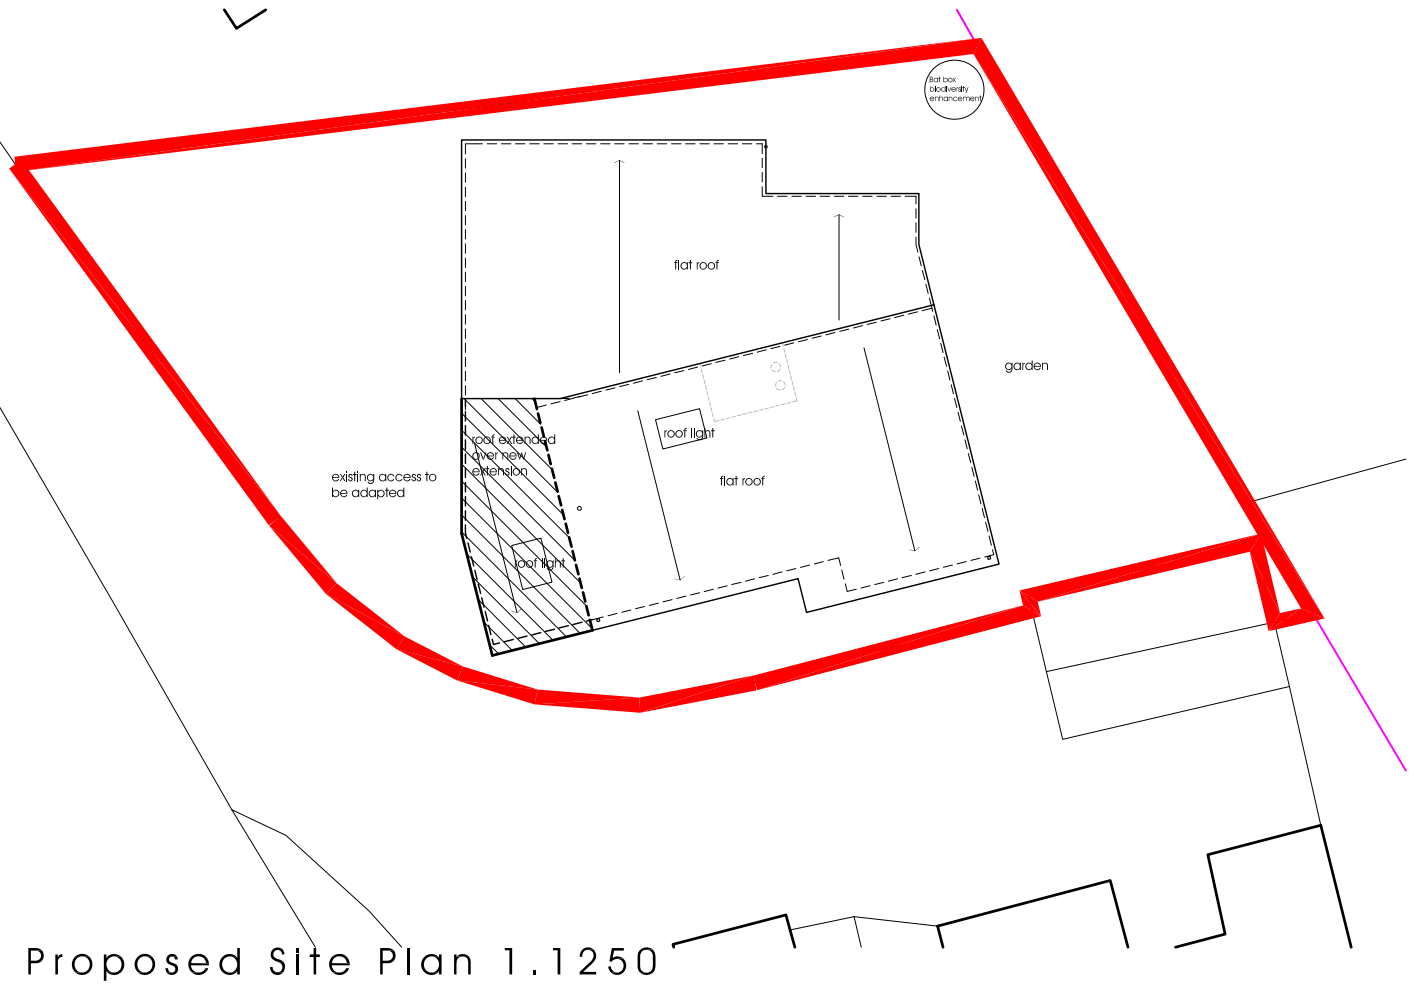 Bat box
biodiversity
enhancement
flat roof
garden
roof light
roof extended
over new
extension
existing access to
be adapted
flat roof
roof light
Proposed Site Plan 1.1250